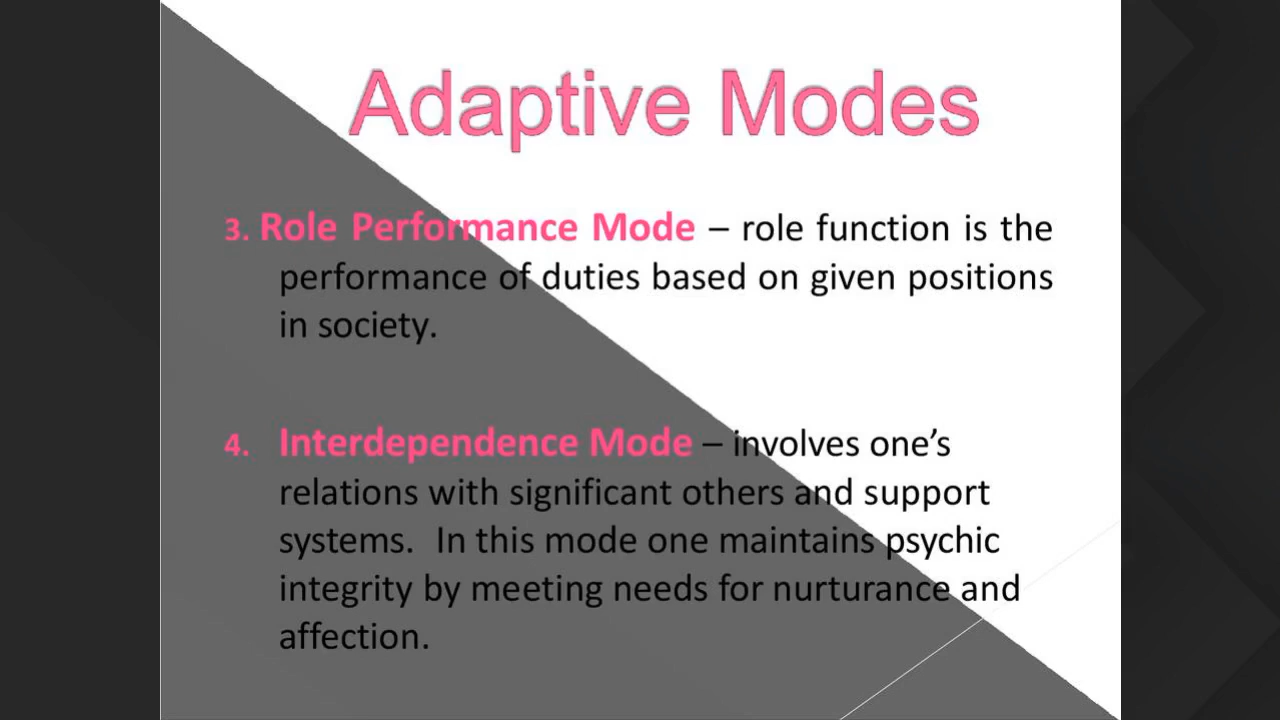 Adaptive Modes
3. Role Performance Mode – role function is the
performance of duties based on given positions
in society.
4. Interdependence Mode – involves one’s
relations with significant others and support
systems.  In this mode one maintains psychic
integrity by meeting needs for nurturance and
affection.